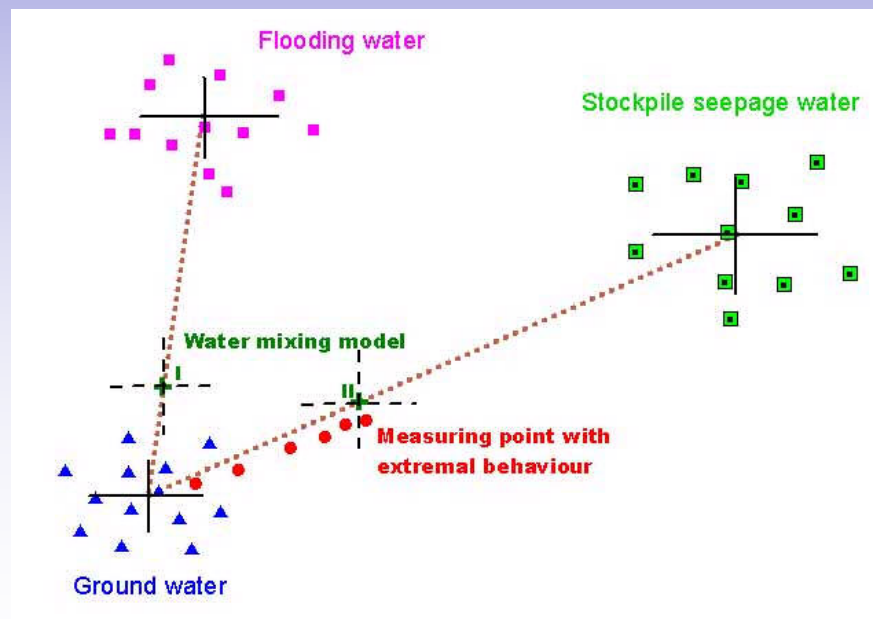 Flooding water
Stockpile seepage water
Water mixing model
I
II
Measuring point with
extremal behaviour
Ground water